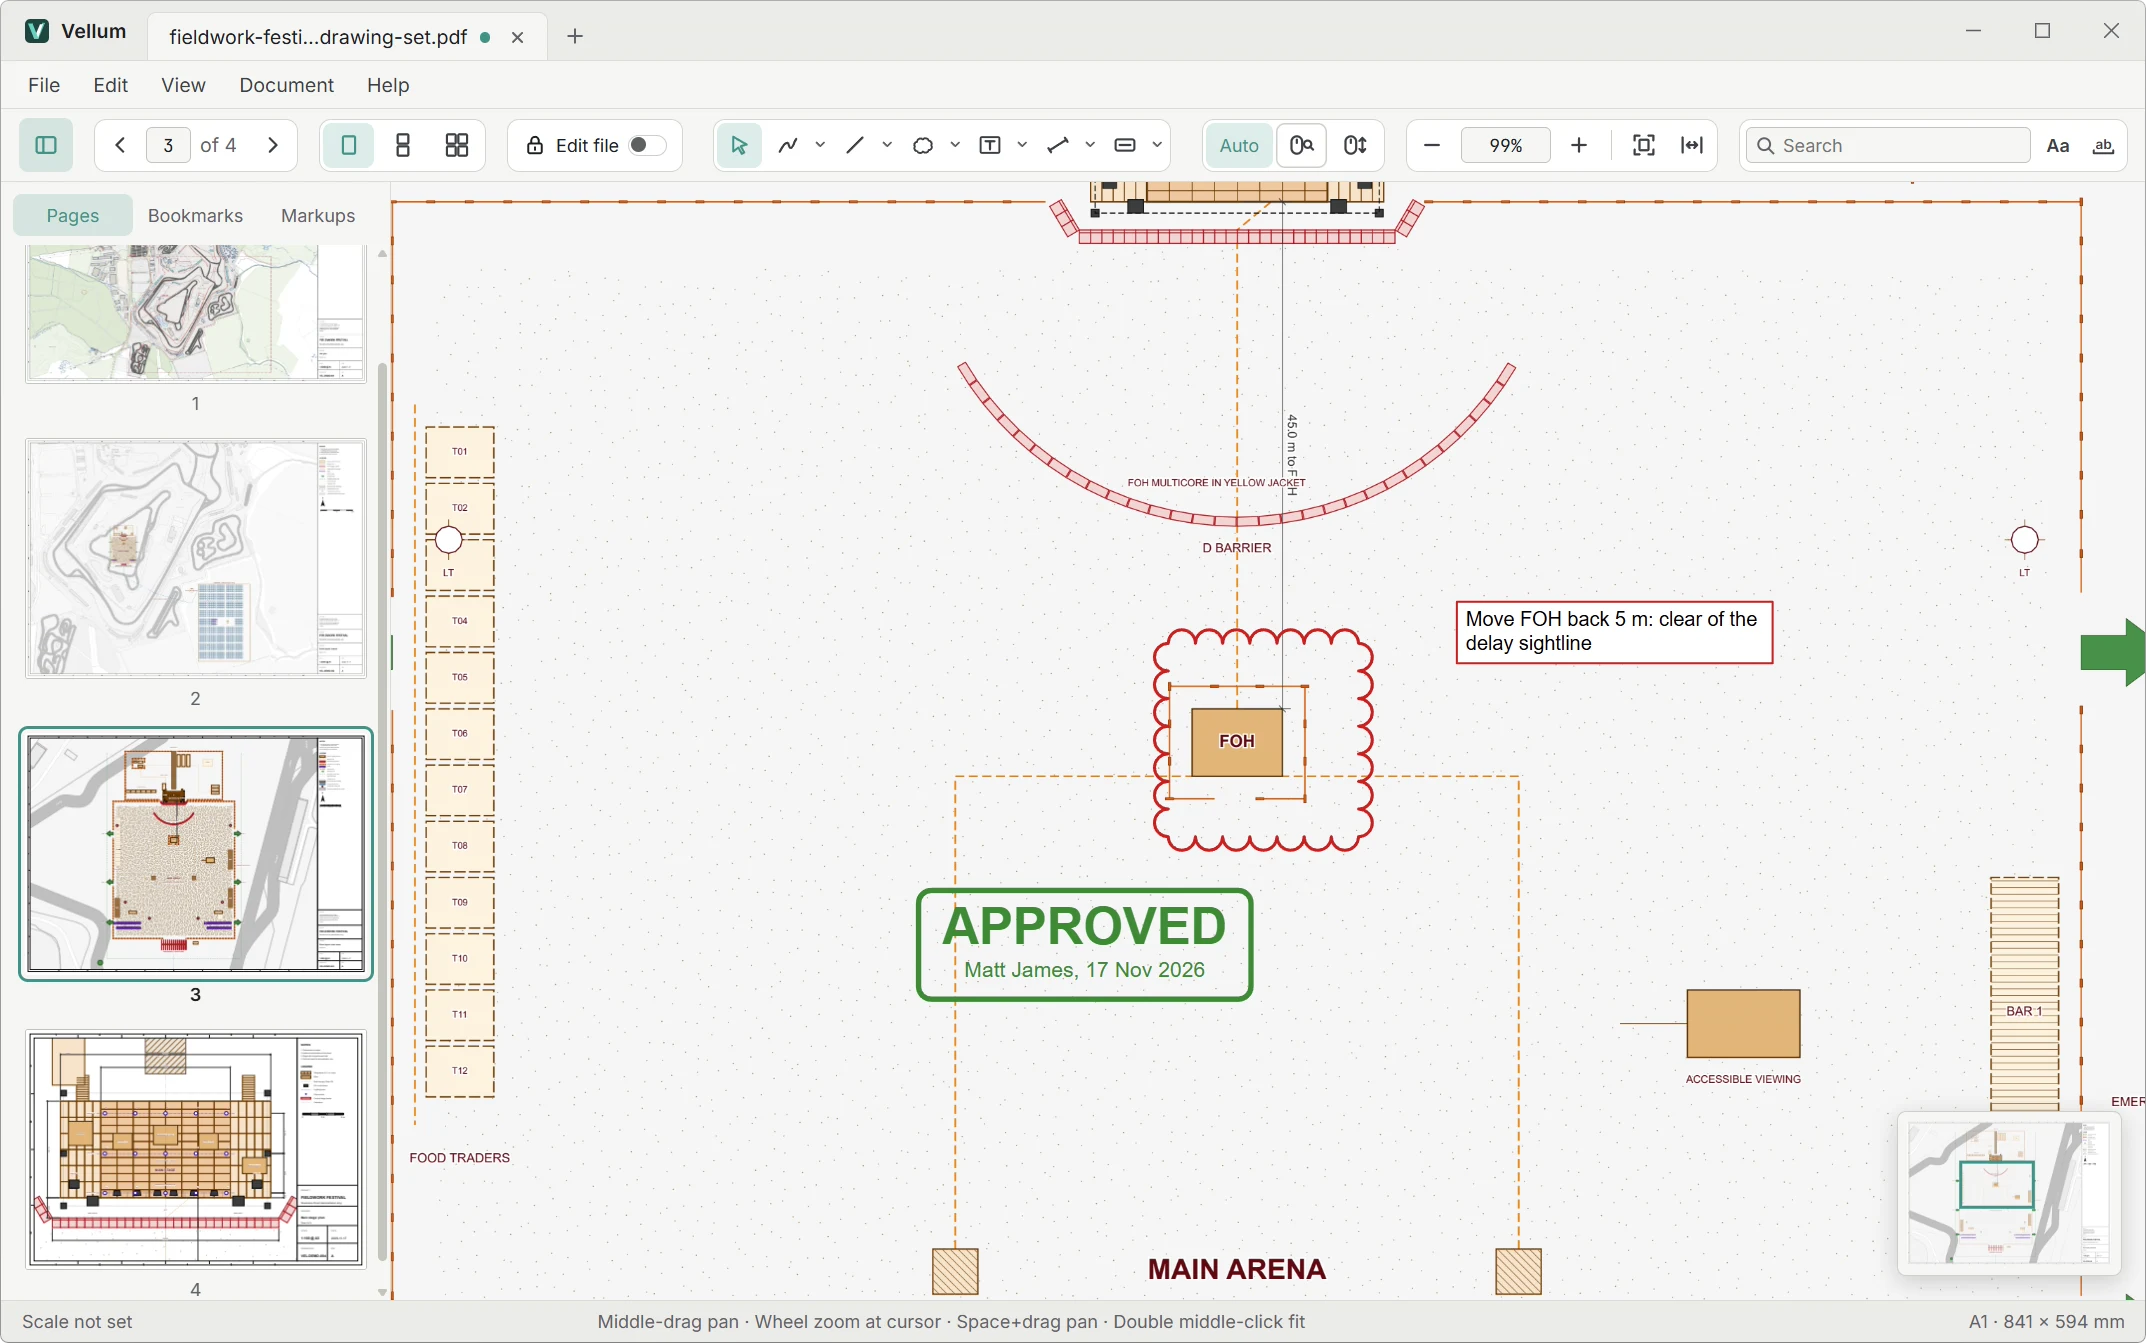 Vellum
fieldwork-festi...drawing-set.pdf
File Edit View Document Help
3 of 4
Edit file
Auto
99%
Search
Aa
ab
Pages Bookmarks Markups
1
2
3
4
T01
T02
LT
T04
T05
T06
T07
T08
T09
T10
T11
T12
FOOD TRADERS
45.0 m to F H
FOH MULTICORE IN YELLOW JACKET
D BARRIER
LT
Move FOH back 5 m: clear of the
delay sightline
FOH
APPROVED
Matt James, 17 Nov 2026
BAR 1
ACCESSIBLE VIEWING
EMER
MAIN ARENA
Scale not set
Middle-drag pan · Wheel zoom at cursor · Space+drag pan · Double middle-click fit
A1 · 841 × 594 mm